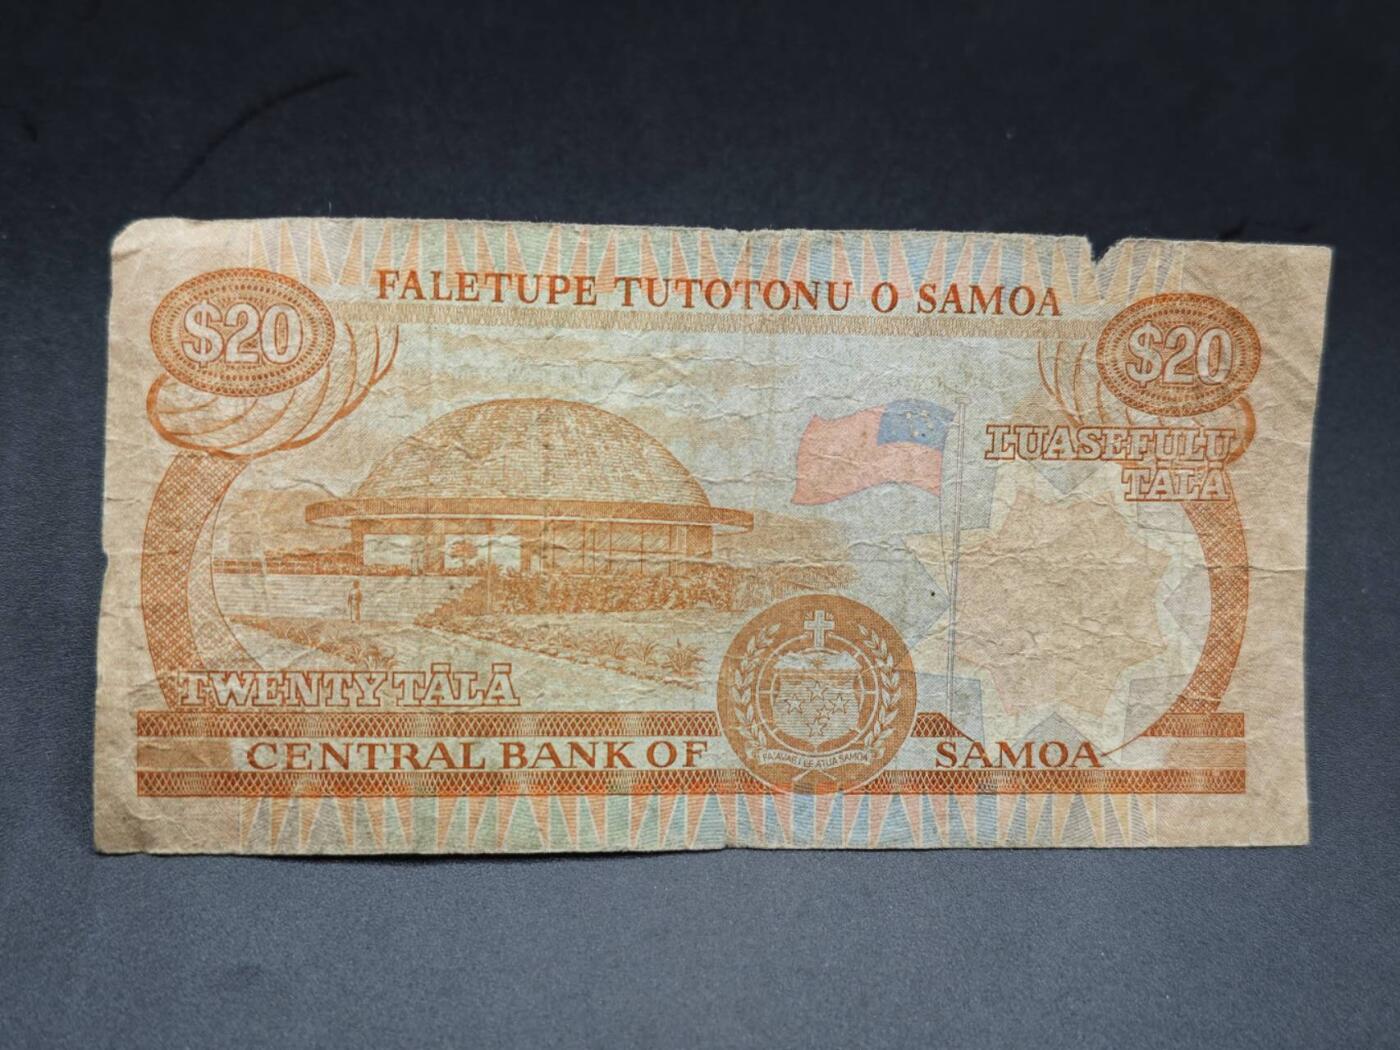 FALETUPE TUTOTONU O SAMOA
$20
$20
LUASEFULU
TĀLĀ
TWENTY TĀLĀ
CENTRAL BANK OF SAMOA
FA'AVAE I LE ATUA SAMOA